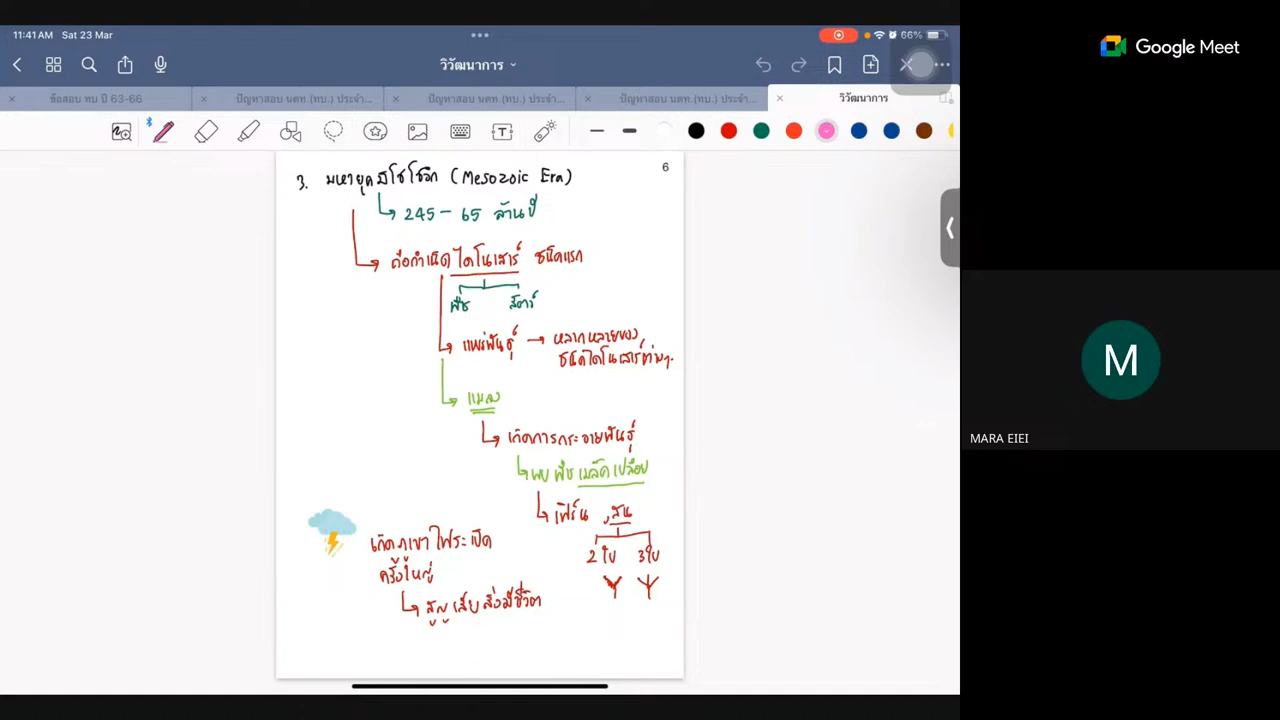 11:41 AM Sat 23 Mar
66%
Google Meet
วิวัฒนาการ
ข้อสอบ ทบ ปี 63-66
ปัญหาสอบ นตท.(ทบ.) ประจำ...
ปัญหาสอบ นตท.(ทบ.) ประจำ...
ปัญหาสอบ นตท.(ทบ.) ประจำ...
วิวัฒนาการ
6
3. มหายุคมีโซโซอิก (Mesozoic Era)
245 - 65 ล้านปี
ถือกำเนิดไดโนเสาร์ ชนิดแรก
พืช สัตว์
แพร่พันธุ์ → หลากหลายของ
ชนิดไดโนเสาร์ต่างๆ
แมลง
เกิดการกระจายพันธุ์
พบ พืช เมล็ดเปลือย
เฟิร์น , สน
2 ใบ 3 ใบ
เกิด ภูเขาไฟระเบิด
ครั้งใหญ่
สูญเสียสิ่งมีชีวิต
M
MARA EIEI